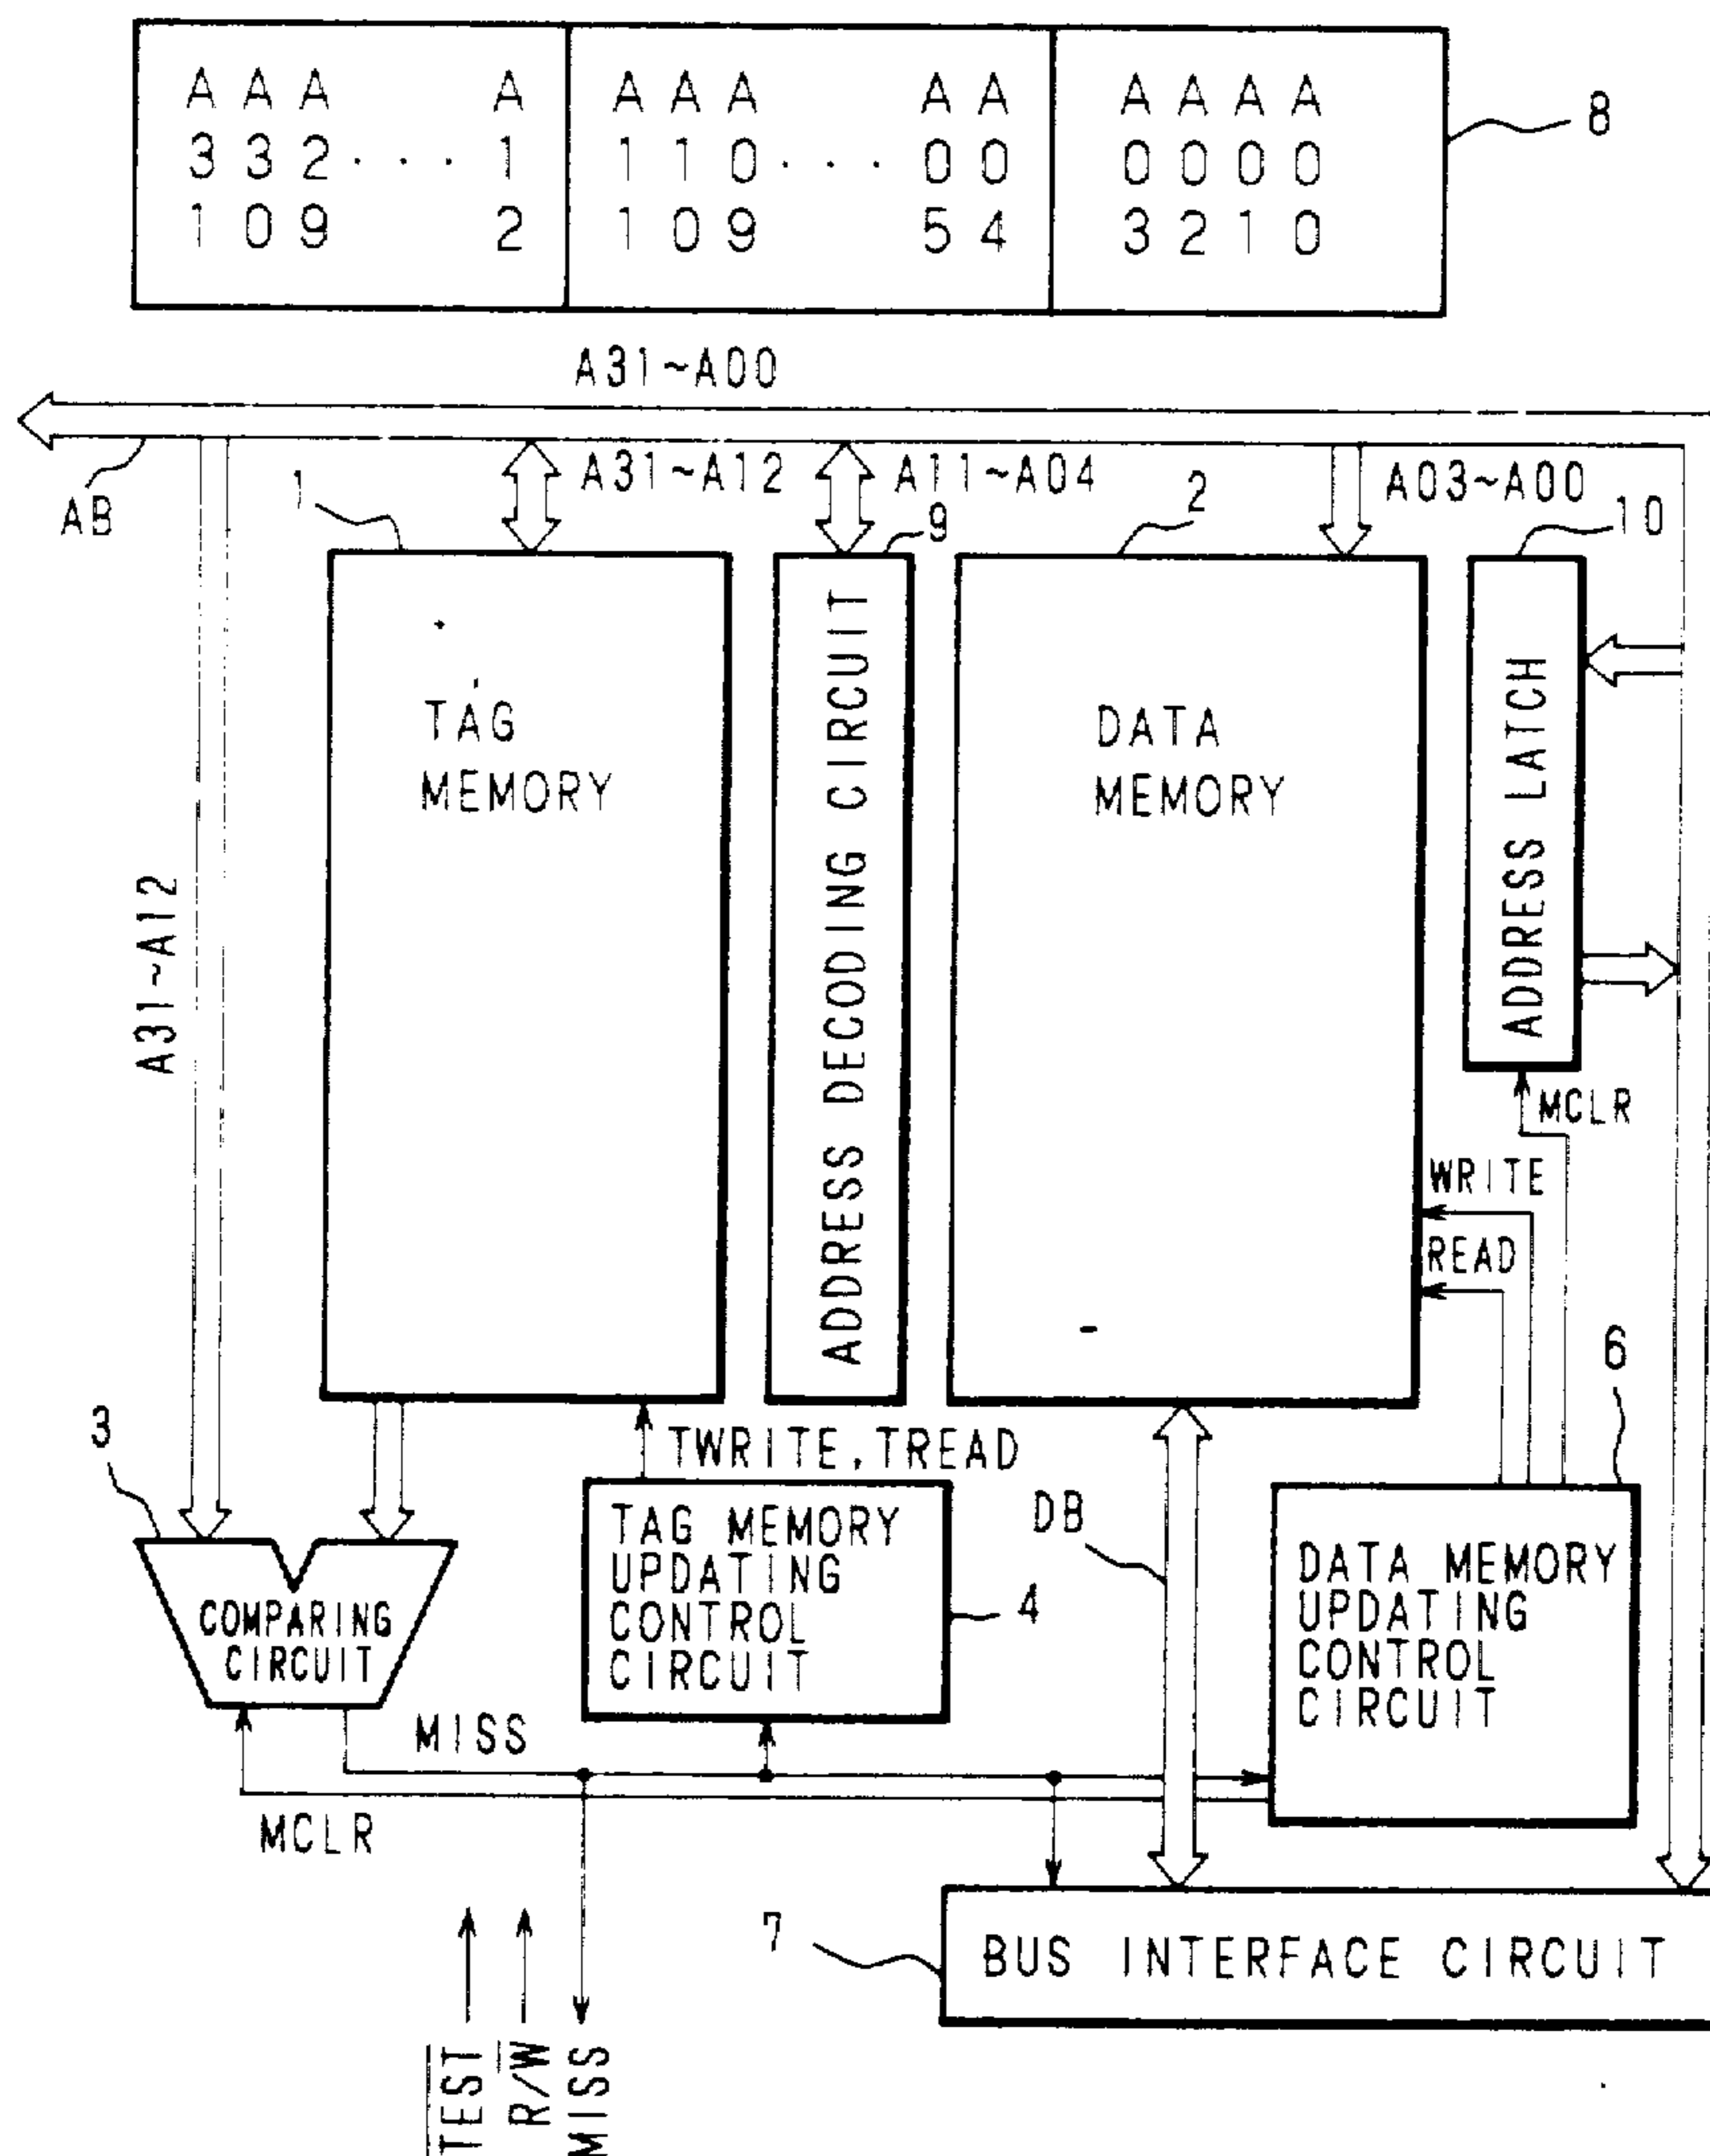 A A A A A A A A A A A A A
3 3 2 · · · 1 1 1 0 · · · 0 0 0 0 0 0
1 0 9 2 1 0 9 5 4 3 2 1 0
8
A31~A00
AB
1
A31~A12
A11~A04
9
2
A03~A00
10
TAG
MEMORY
ADDRESS DECODING CIRCUIT
DATA
MEMORY
ADDRESS LATCH
A31~A12
MCLR
WRITE
READ
6
3
TWRITE, TREAD
COMPARING
CIRCUIT
TAG MEMORY
UPDATING
CONTROL
CIRCUIT
4
DB
DATA MEMORY
UPDATING
CONTROL
CIRCUIT
MISS
MCLR
7
BUS INTERFACE CIRCUIT
T̅E̅S̅T̅
R/W̅
MISS